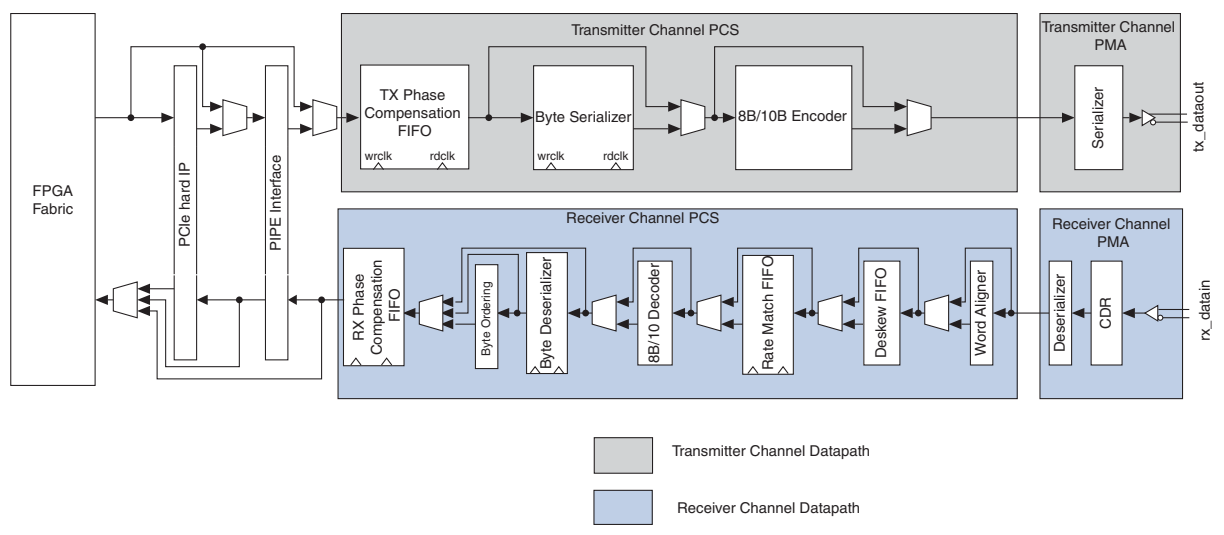 FPGA
Fabric
PCIe hard IP
PIPE Interface
Transmitter Channel PCS
TX Phase
Compensation
FIFO
wrclk
rdclk
Byte Serializer
wrclk
rdclk
8B/10B Encoder
Transmitter Channel
PMA
Serializer
tx_dataout
Receiver Channel PCS
RX Phase
Compensation
FIFO
Byte Ordering
Byte Deserializer
8B/10 Decoder
Rate Match FIFO
Deskew FIFO
Word Aligner
Receiver Channel
PMA
Deserializer
CDR
rx_datain
Transmitter Channel Datapath
Receiver Channel Datapath